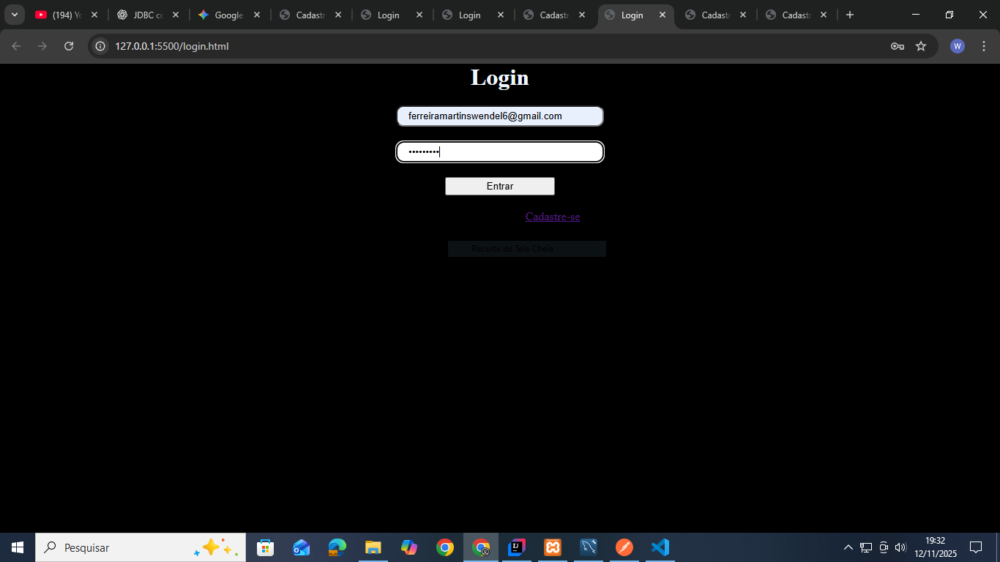 (194) Yo
JDBC co
Google
Cadastr
Login
Login
Cadastr
Login
Cadastr
Cadastr
127.0.0.1:5500/login.html
W
Login
ferreiramartinswendel6@gmail.com
•••••••••
Entrar
Cadastre-se
Recorte de Tela Cheia
Pesquisar
19:32
12/11/2025